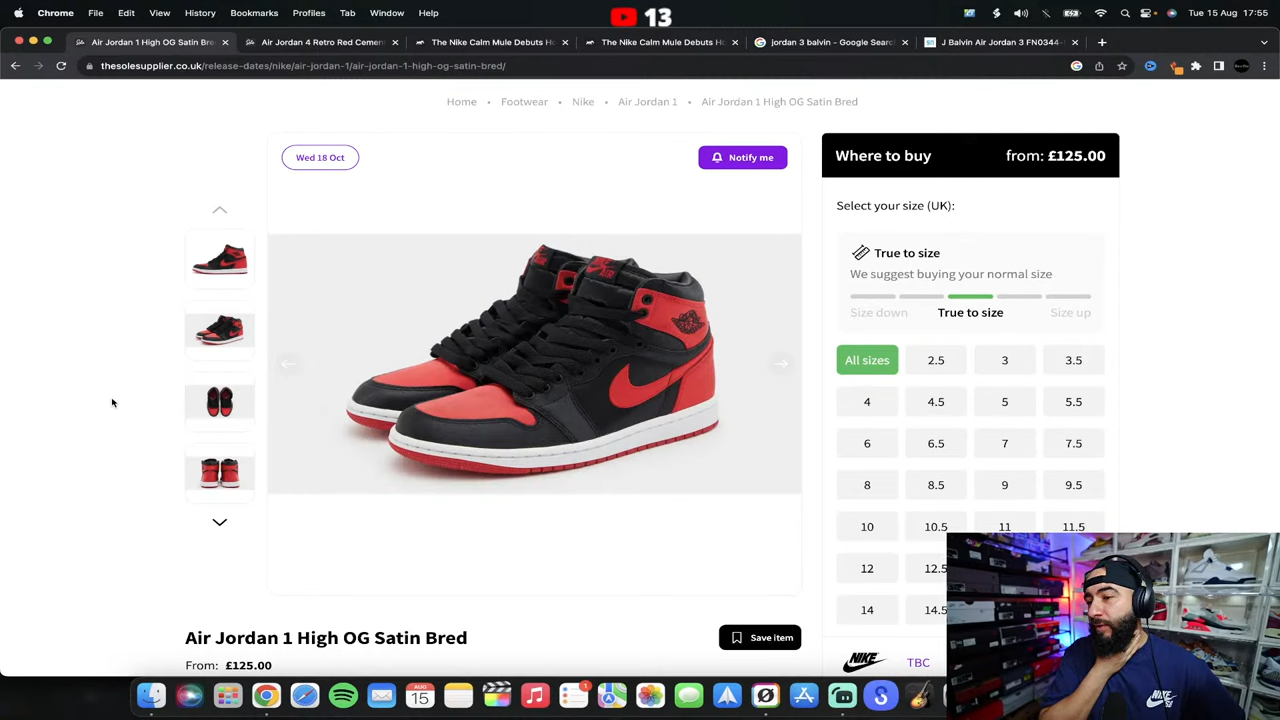 Chrome File Edit View History Bookmarks Profiles Tab Window Help
13
Tue 15 Aug 17:55
Air Jordan 1 High OG Satin Bre
Air Jordan 4 Retro Red Cemen
The Nike Calm Mule Debuts Ho
The Nike Calm Mule Debuts Ho
jordan 3 balvin - Google Searc
J Balvin Air Jordan 3 FN0344-
thesolesupplier.co.uk/release-dates/nike/air-jordan-1/air-jordan-1-high-og-satin-bred/
Home • Footwear • Nike • Air Jordan 1 • Air Jordan 1 High OG Satin Bred
Wed 18 Oct
Notify me
Where to buy from: £125.00
Select your size (UK):
True to size
We suggest buying your normal size
Size down True to size Size up
All sizes 2.5 3 3.5
4 4.5 5 5.5
6 6.5 7 7.5
8 8.5 9 9.5
10 10.5 11 11.5
12 12.5
14 14.5
Air Jordan 1 High OG Satin Bred
Save item
From: £125.00
NIKE TBC
AUG
15
1
NIKE